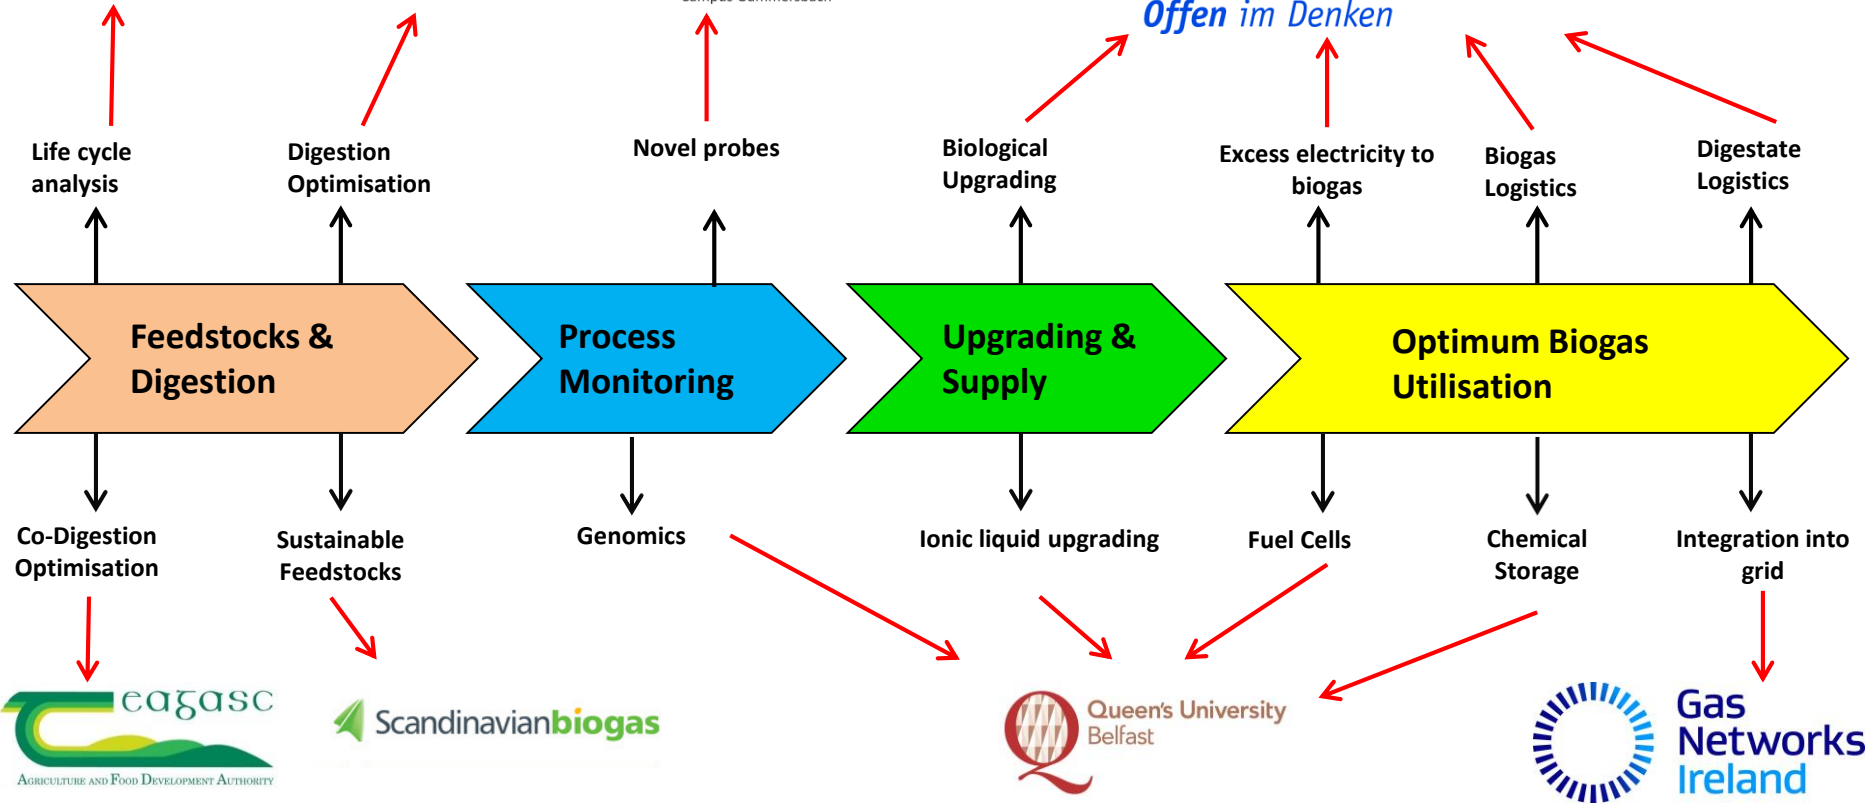 Campus Gummersbach
Offen im Denken
Life cycle
analysis
Digestion
Optimisation
Novel probes
Biological
Upgrading
Excess electricity to
biogas
Biogas
Logistics
Digestate
Logistics
Feedstocks &
Digestion
Process
Monitoring
Upgrading &
Supply
Optimum Biogas
Utilisation
Co-Digestion
Optimisation
Sustainable
Feedstocks
Genomics
Ionic liquid upgrading
Fuel Cells
Chemical
Storage
Integration into
grid
eagasc
AGRICULTURE AND FOOD DEVELOPMENT AUTHORITY
Scandinavianbiogas
Queen's University
Belfast
Gas
Networks
Ireland